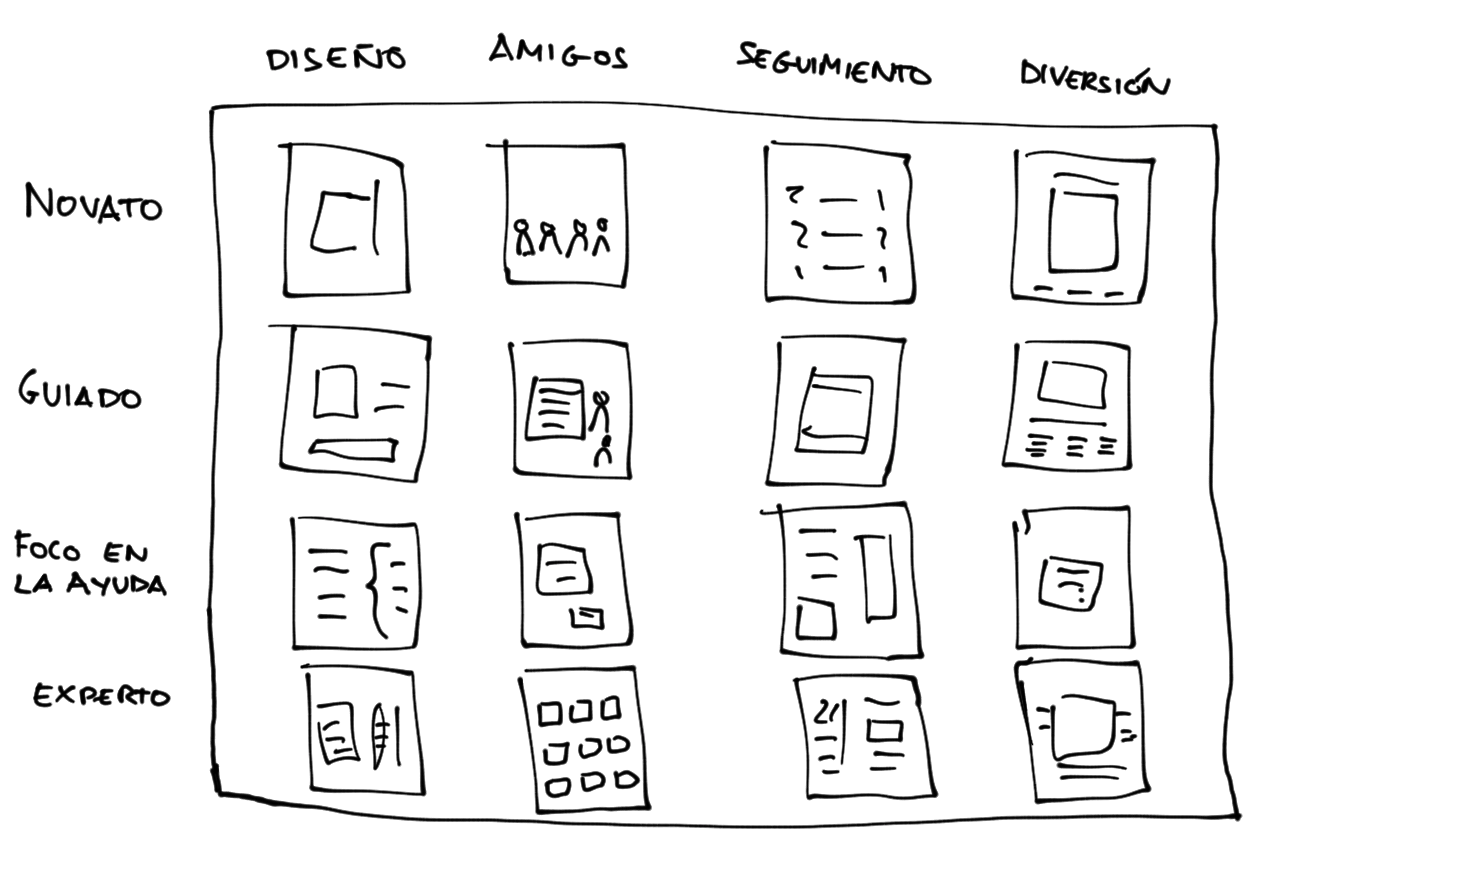 DISEÑO
AMIGOS
SEGUIMIENTO
DIVERSIÓN
NOVATO
GUIADO
FOCO EN
LA AYUDA
EXPERTO